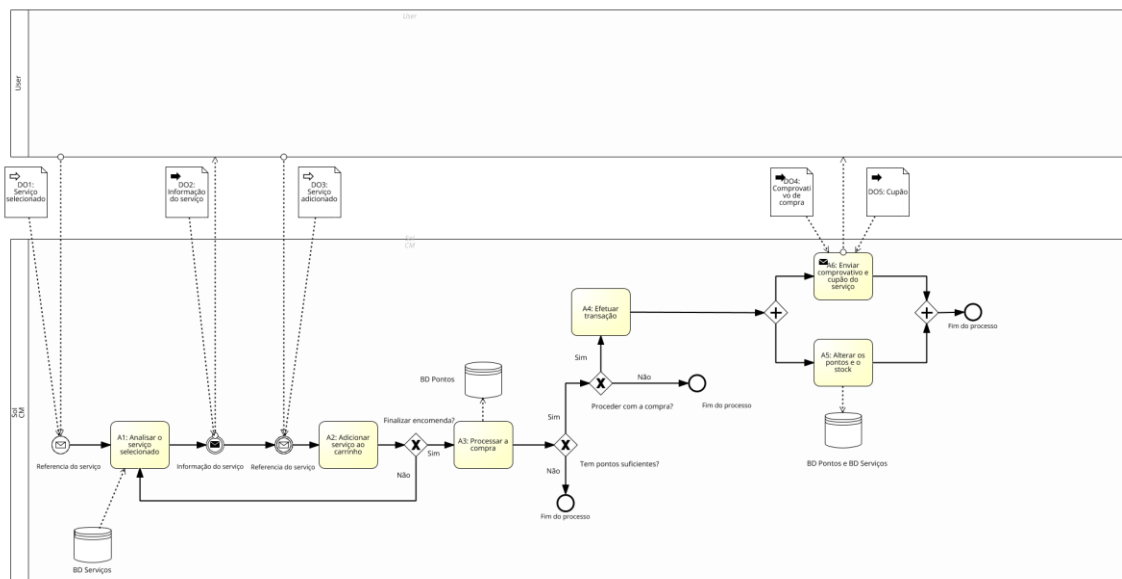 User
User
DO1:
Serviço
selecionado
DO2:
Informação
do serviço
DO3:
Serviço
adicionado
DO4:
Comprovati
vo de
compra
DO5: Cupão
CM
CM
A6: Enviar
comprovativo e
cupão do
serviço
A4: Efetuar
transação
Fim do processo
A5: Alterar os
pontos e o
stock
Sim
Não
BD Pontos
Proceder com a compra?
Fim do processo
Sim
Finalizar encomenda?
A1: Analisar o
serviço
selecionado
A2: Adicionar
serviço ao
carrinho
A3: Processar a
compra
Sim
Referencia do serviço
Informação do serviço
Referencia do serviço
Tem pontos suficientes?
BD Pontos e BD Serviços
Não
Não
Fim do processo
BD Serviços